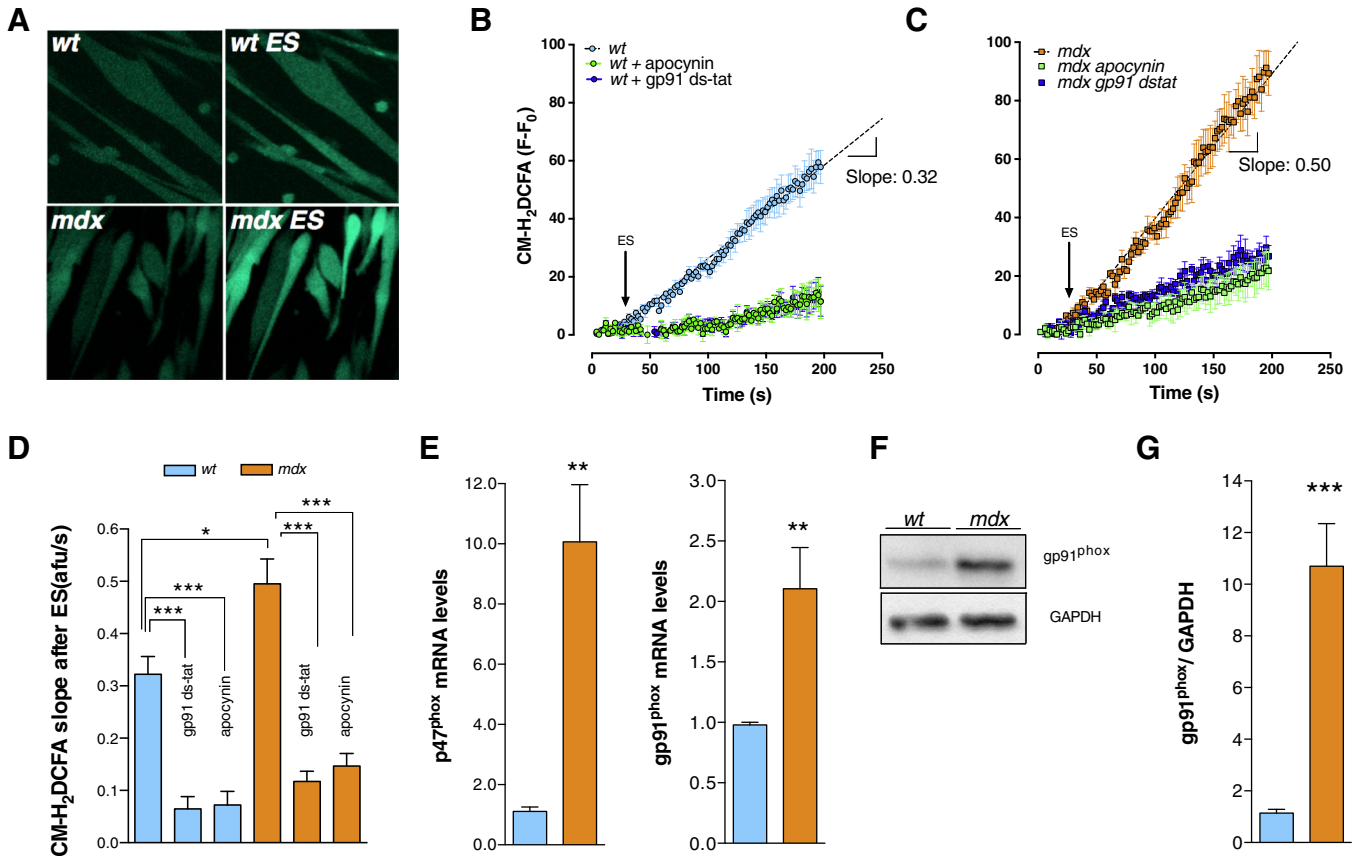 A
wt
wt ES
mdx
mdx ES
B
CM-H₂DCFA (F-F₀)
100
80
60
40
20
0
wt
wt + apocynin
wt + gp91 ds-tat
ES
Slope: 0.32
0 50 100 150 200 250
Time (s)
C
100
80
60
40
20
0
mdx
mdx apocynin
mdx gp91 dstat
ES
Slope: 0.50
0 50 100 150 200 250
Time (s)
D
wt mdx
CM-H₂DCFA slope after ES(afu/s)
0.6
0.5
0.4
0.3
0.2
0.1
0.0
*
***
***
***
***
gp91 ds-tat
apocynin
gp91 ds-tat
apocynin
E
p47ᵖʰᵒˣ mRNA levels
12.0
10.0
8.0
6.0
4.0
2.0
0.0
**
gp91ᵖʰᵒˣ mRNA levels
3.0
2.5
2.0
1.5
1.0
0.5
0.0
**
F
wt mdx
gp91ᵖʰᵒˣ
GAPDH
G
gp91ᵖʰᵒˣ/ GAPDH
14
12
10
8
6
4
2
0
***